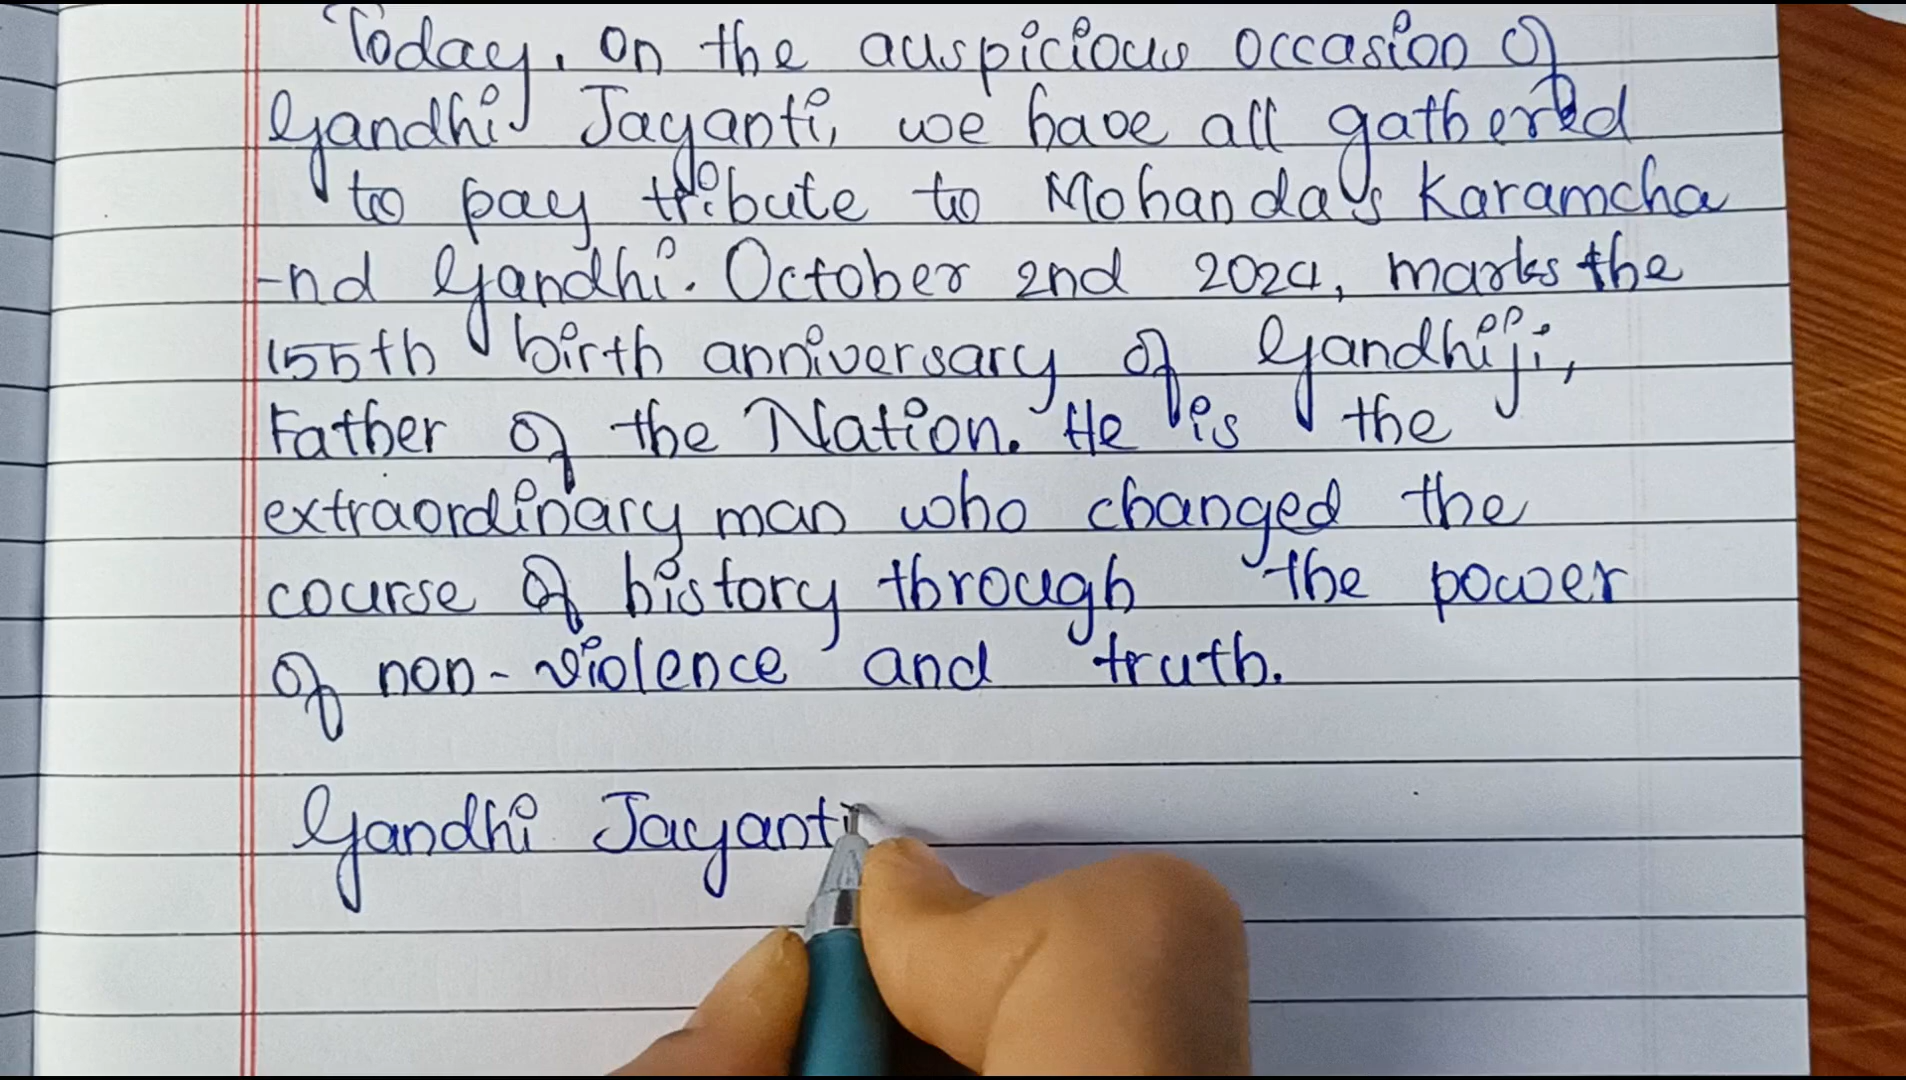 Today, on the auspicious occasion of
Gandhi Jayanti, we have all gathered
to pay tribute to Mohandas Karamcha
-nd Gandhi. October 2nd 2024, marks the
155th birth anniversary of Gandhiji,
Father of the Nation. He is the
extraordinary man who changed the
course of history through the power
of non-violence and truth.
Gandhi Jayanti